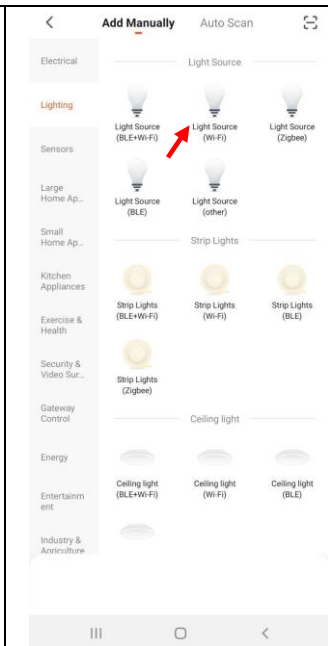 Add Manually Auto Scan
Electrical
Lighting
Sensors
Large
Home Ap...
Small
Home Ap...
Kitchen
Appliances
Exercise &
Health
Security &
Video Sur...
Gateway
Control
Energy
Entertainm
ent
Industry &
Agriculture
Light Source
Light Source
(BLE+Wi-Fi)
Light Source
(Wi-Fi)
Light Source
(Zigbee)
Light Source
(BLE)
Light Source
(other)
Strip Lights
Strip Lights
(BLE+Wi-Fi)
Strip Lights
(Wi-Fi)
Strip Lights
(BLE)
Strip Lights
(Zigbee)
Ceiling light
Ceiling light
(BLE+Wi-Fi)
Ceiling light
(Wi-Fi)
Ceiling light
(BLE)